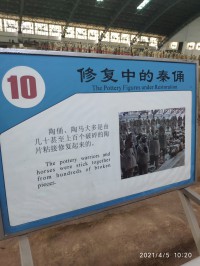 10
修复中的秦俑
The Pottery Figures under Restoration
陶俑、陶马大多是由
几十甚至上百个破碎的陶
片粘接修复起来的。
The pottery warriors and
horses were stick together
from hundreds of broken
pieces.
2021/4/5 10:20